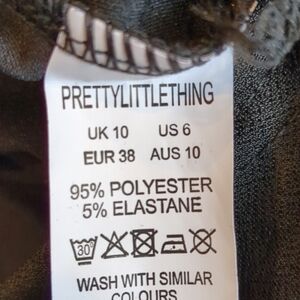 PRETTYLITTLETHING
UK 10 US 6
EUR 38 AUS 10
95% POLYESTER
5% ELASTANE
30°
WASH WITH SIMILAR
COLOURS